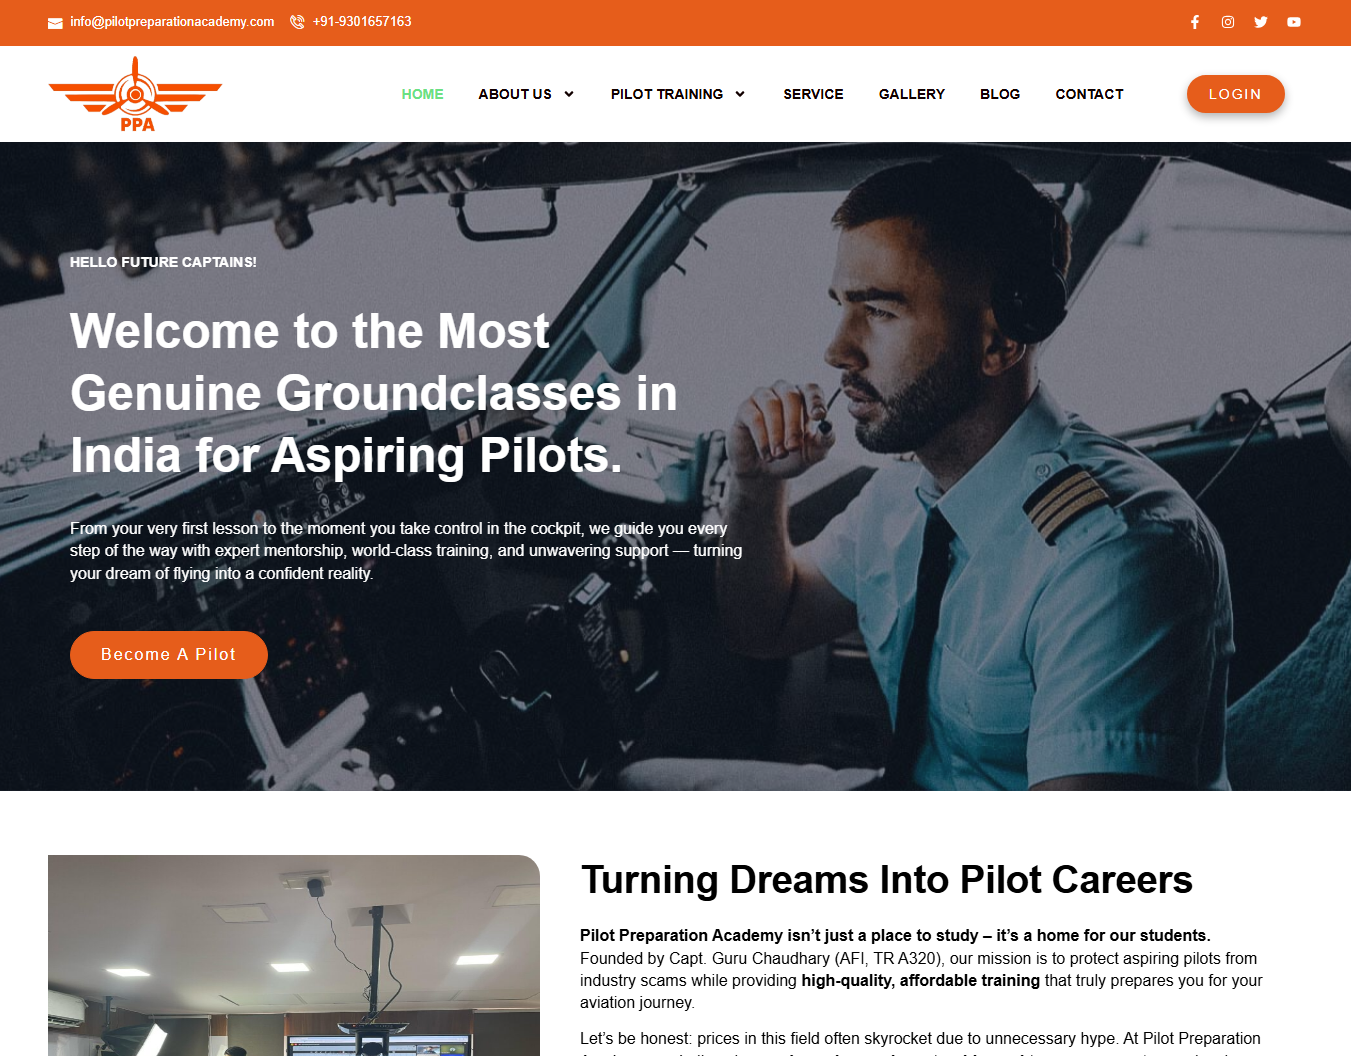 info@pilotpreparationacademy.com +91-9301657163
PPA
HOME ABOUT US PILOT TRAINING SERVICE GALLERY BLOG CONTACT LOGIN
HELLO FUTURE CAPTAINS!
Welcome to the Most
Genuine Groundclasses in
India for Aspiring Pilots.
From your very first lesson to the moment you take control in the cockpit, we guide you every
step of the way with expert mentorship, world-class training, and unwavering support — turning
your dream of flying into a confident reality.
Become A Pilot
Turning Dreams Into Pilot Careers
Pilot Preparation Academy isn’t just a place to study – it’s a home for our students.
Founded by Capt. Guru Chaudhary (AFI, TR A320), our mission is to protect aspiring pilots from
industry scams while providing high-quality, affordable training that truly prepares you for your
aviation journey.
Let’s be honest: prices in this field often skyrocket due to unnecessary hype. At Pilot Preparation